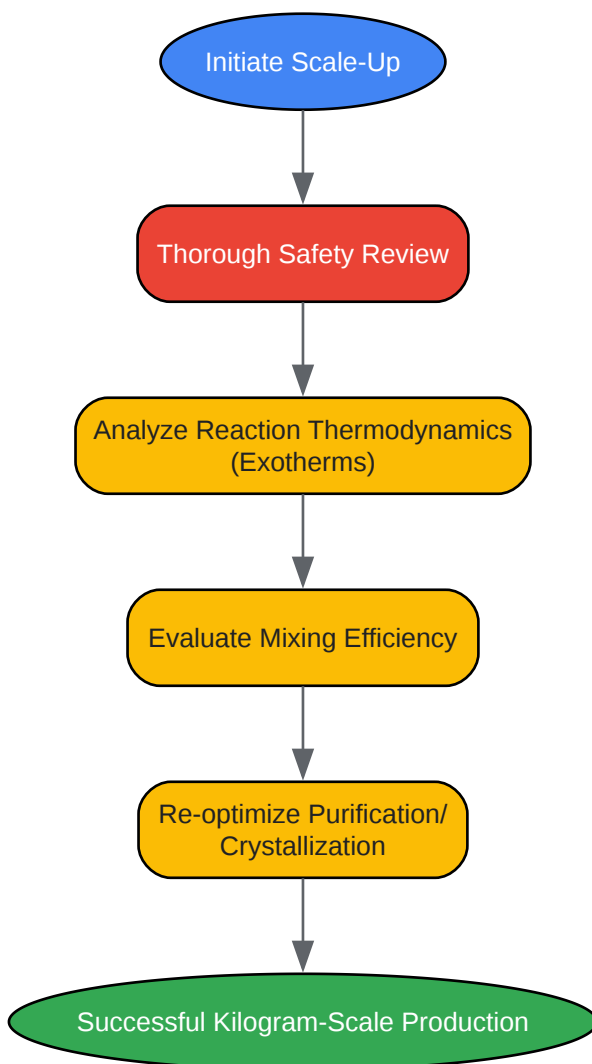 Initiate Scale-Up
Thorough Safety Review
Analyze Reaction Thermodynamics
(Exotherms)
Evaluate Mixing Efficiency
Re-optimize Purification/
Crystallization
Successful Kilogram-Scale Production